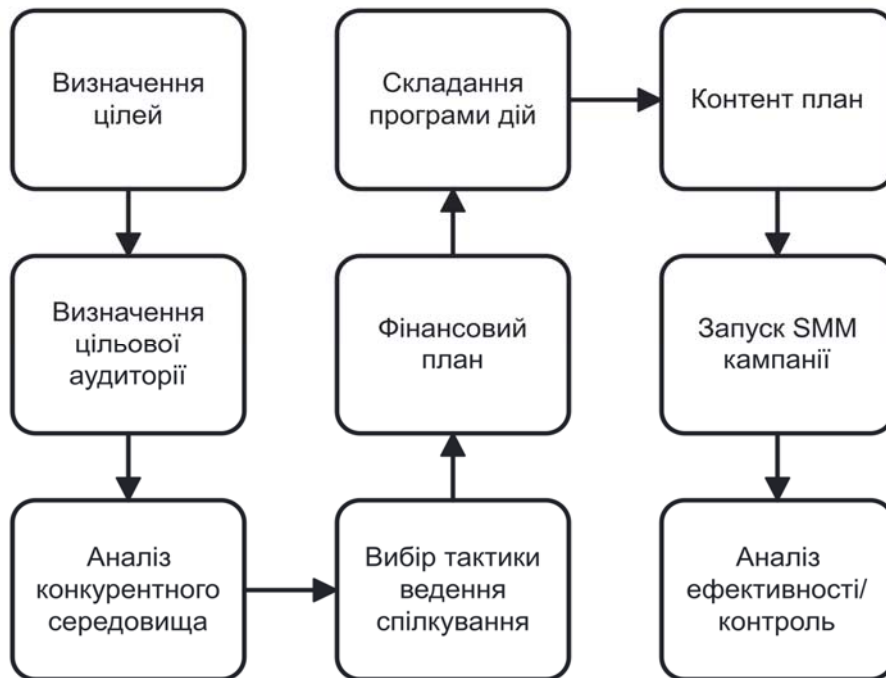 Визначення
цілей
Визначення
цільової
аудиторії
Аналіз
конкурентного
середовища
Вибір тактики
ведення
спілкування
Фінансовий
план
Складання
програми дій
Контент план
Запуск SMM
кампанії
Аналіз
ефективності/
контроль